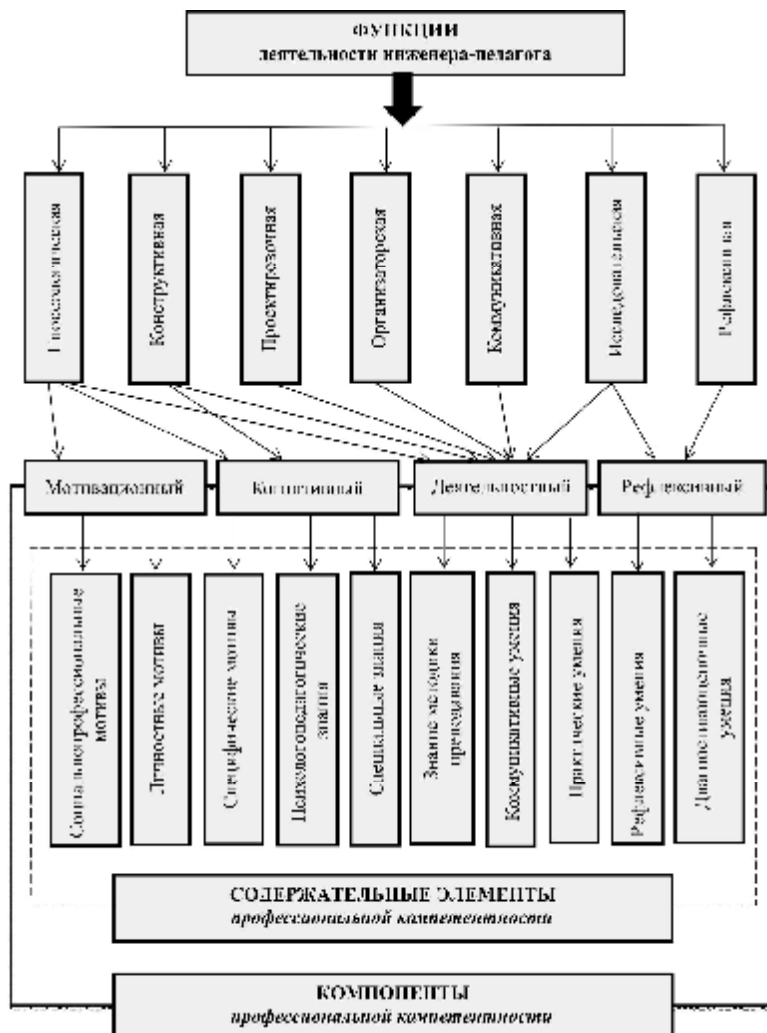 ФУНКЦИИ
деятельности инженера-педагога
Гносеологическая
Конструктивная
Проектировочная
Организаторская
Коммуникативная
Исследовательская
Рефлексивная
Мотивационный
Когнитивный
Деятельностный
Рефлексивный
Социальнопрофессиональные
мотивы
Личностные мотивы
Специфические мотивы
Психологопедагогические
знания
Специальные знания
Знание методики
преподавания
Коммуникативные умения
Практические умения
Рефлексивные умения
Диагностикооценочные
умения
СОДЕРЖАТЕЛЬНЫЕ ЭЛЕМЕНТЫ
профессиональной компетентности
КОМПОНЕНТЫ
профессиональной компетентности